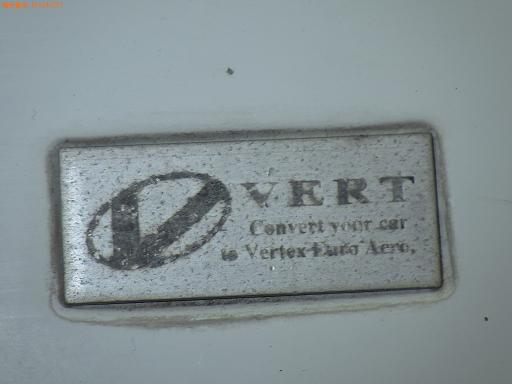 VERT
Convert your car
to Vertex Euro Aero.